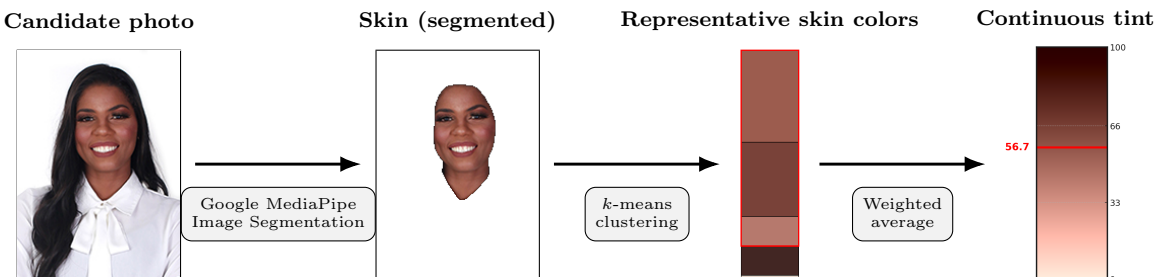 Candidate photo
Skin (segmented)
Representative skin colors
Continuous tint
Google MediaPipe
Image Segmentation
k-means
clustering
Weighted
average
100
66
56.7
33